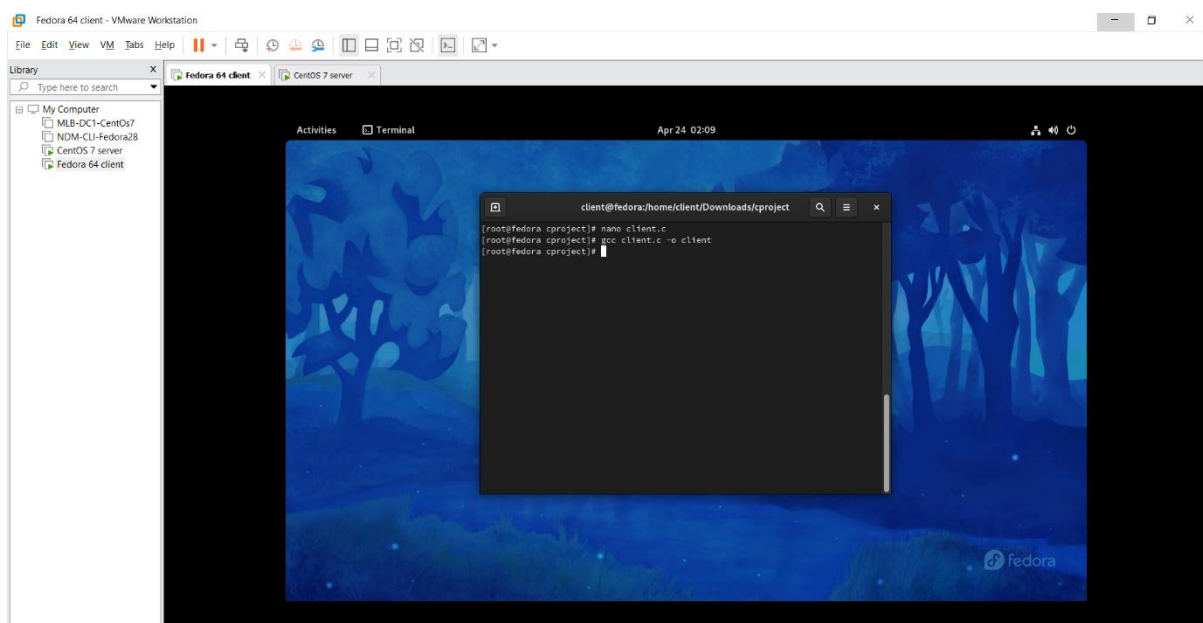 Fedora 64 client - VMware Workstation
File Edit View VM Tabs Help
Library
Type here to search
My Computer
MLB-DC1-CentOs7
NDM-CLI-Fedora28
CentOS 7 server
Fedora 64 client
Fedora 64 client
CentOS 7 server
Activities Terminal Apr 24 02:09
client@fedora:/home/client/Downloads/cproject
[root@fedora cproject]# nano client.c
[root@fedora cproject]# gcc client.c -o client
[root@fedora cproject]#
fedora